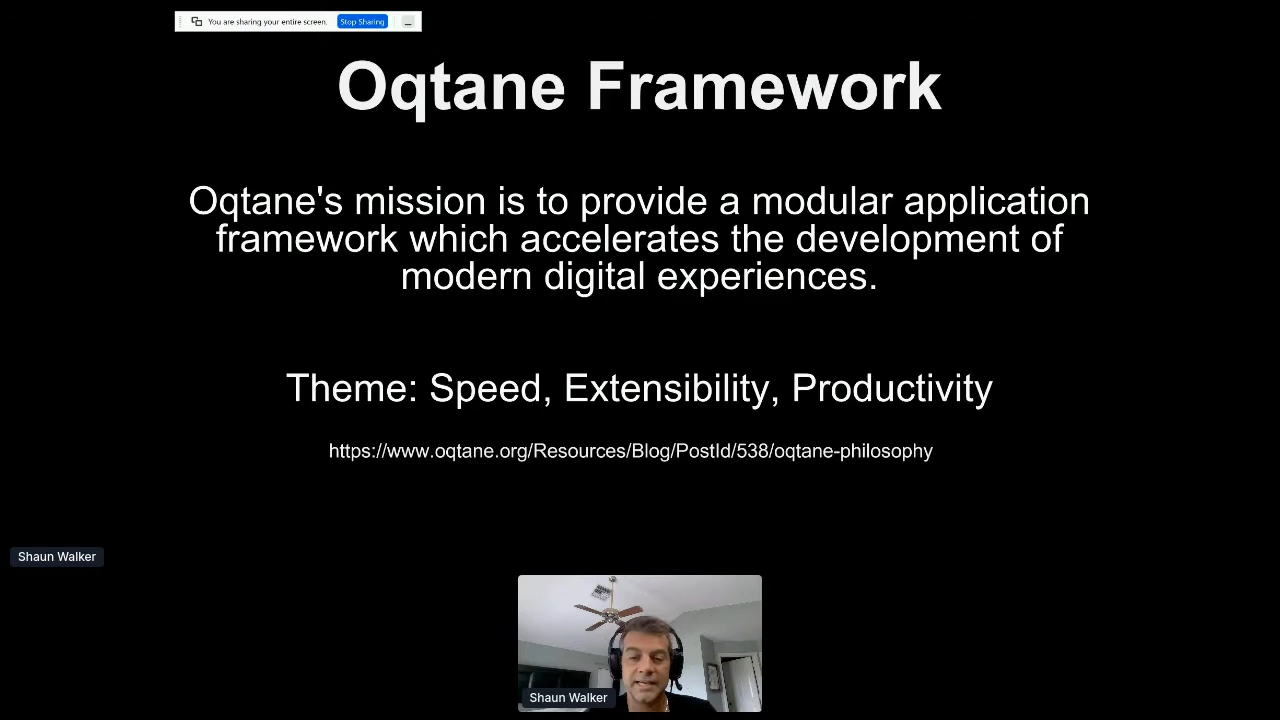 You are sharing your entire screen.
Stop Sharing
Oqtane Framework
Oqtane's mission is to provide a modular application
framework which accelerates the development of
modern digital experiences.
Theme: Speed, Extensibility, Productivity
https://www.oqtane.org/Resources/Blog/PostId/538/oqtane-philosophy
Shaun Walker
Shaun Walker